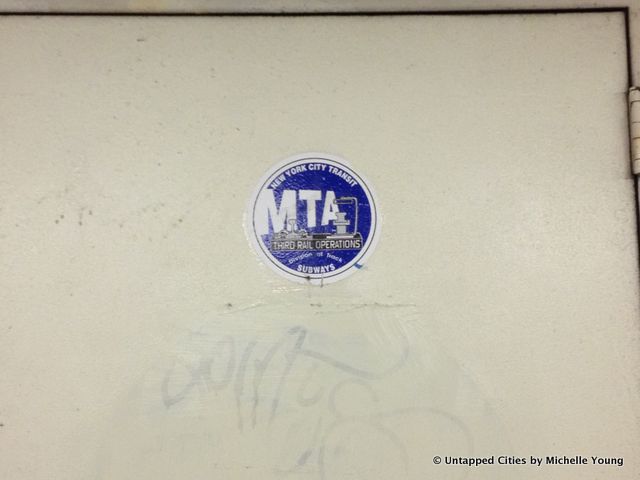 NEW YORK CITY TRANSIT
MTA
THIRD RAIL OPERATIONS
Division of Track
SUBWAYS
© Untapped Cities by Michelle Young